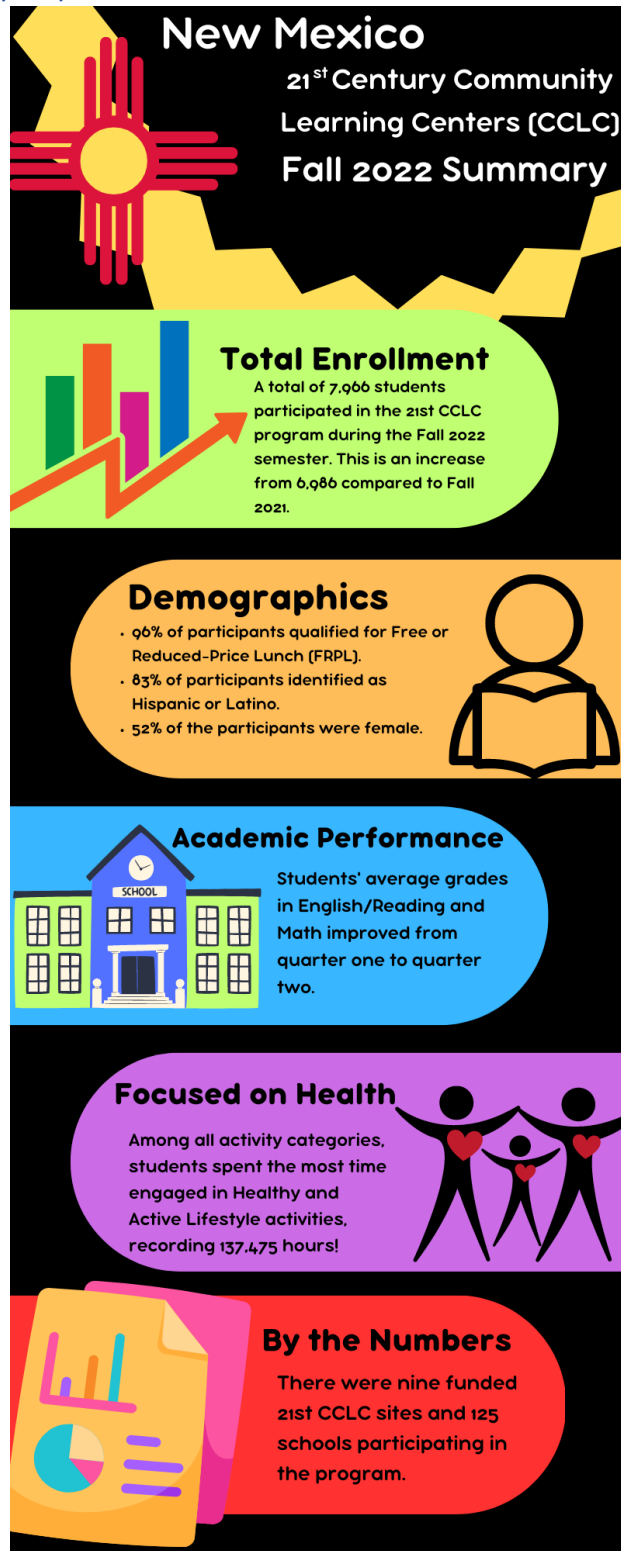 New Mexico
21st Century Community
Learning Centers (CCLC)
Fall 2022 Summary
Total Enrollment
A total of 7,966 students
participated in the 21st CCLC
program during the Fall 2022
semester. This is an increase
from 6,986 compared to Fall
2021.
Demographics
• 96% of participants qualified for Free or
Reduced-Price Lunch (FRPL).
• 83% of participants identified as
Hispanic or Latino.
• 52% of the participants were female.
Academic Performance
SCHOOL
Students' average grades
in English/Reading and
Math improved from
quarter one to quarter
two.
Focused on Health
Among all activity categories,
students spent the most time
engaged in Healthy and
Active Lifestyle activities,
recording 137,475 hours!
By the Numbers
There were nine funded
21st CCLC sites and 125
schools participating in
the program.